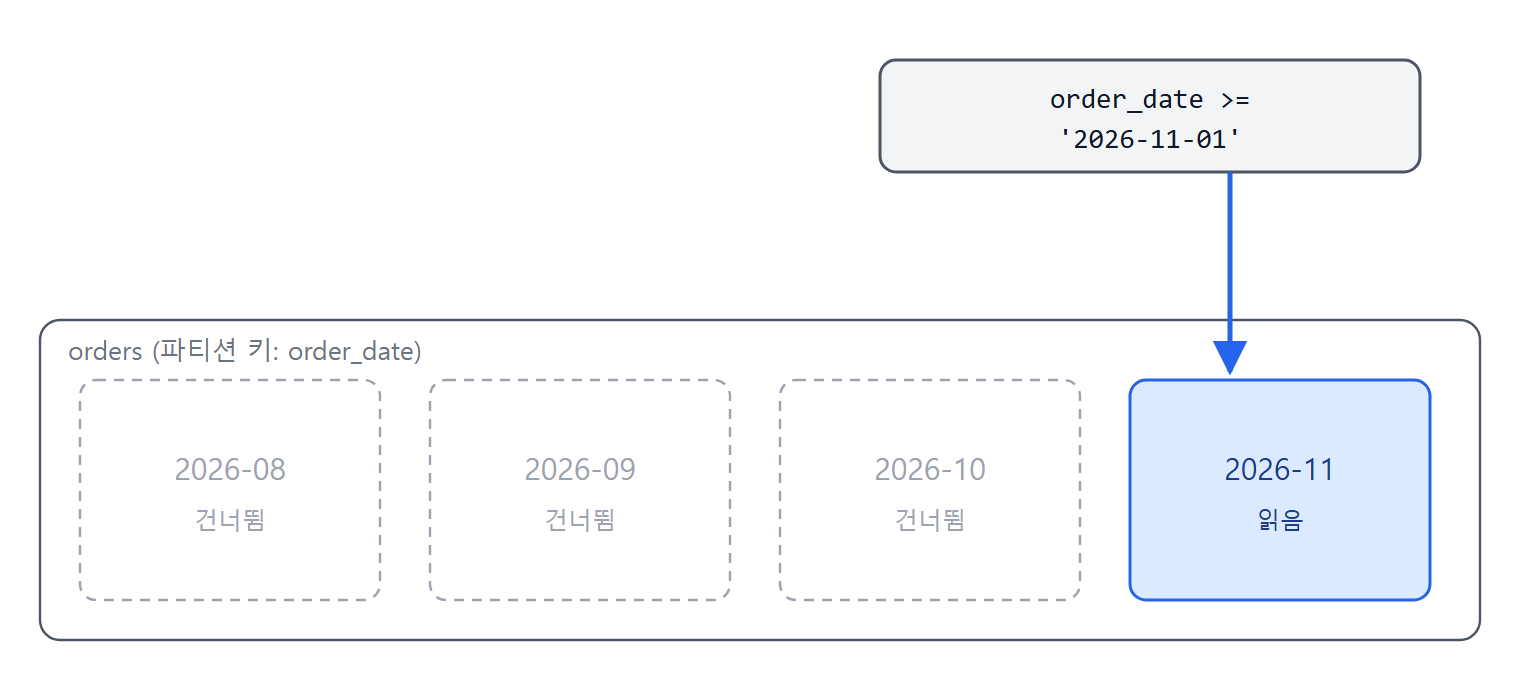 order_date >=
'2026-11-01'
orders (파티션 키: order_date)
2026-08
건너뜀
2026-09
건너뜀
2026-10
건너뜀
2026-11
읽음